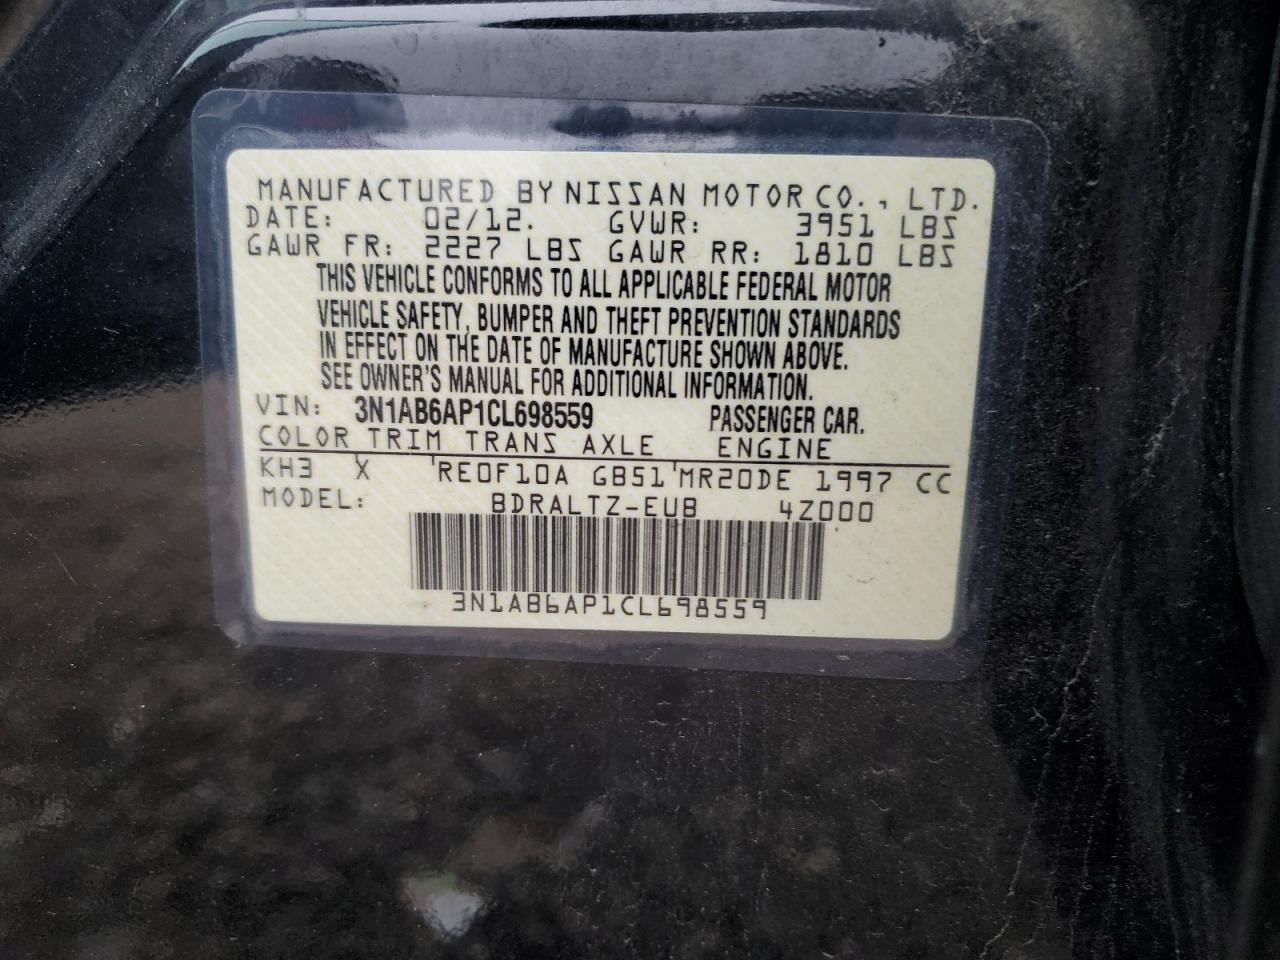 MANUFACTURED BY NISSAN MOTOR CO., LTD.
DATE: 02/12. GVWR: 3951 LBS
GAWR FR: 2227 LBS GAWR RR: 1810 LBS
THIS VEHICLE CONFORMS TO ALL APPLICABLE FEDERAL MOTOR
VEHICLE SAFETY, BUMPER AND THEFT PREVENTION STANDARDS
IN EFFECT ON THE DATE OF MANUFACTURE SHOWN ABOVE.
SEE OWNER'S MANUAL FOR ADDITIONAL INFORMATION.
VIN: 3N1AB6AP1CL698559 PASSENGER CAR.
COLOR TRIM TRANS AXLE ENGINE
KH3 X RE0F10A GB51 MR20DE 1997 CC
MODEL: BDRALTZ-EUB 4Z000
3N1AB6AP1CL698559